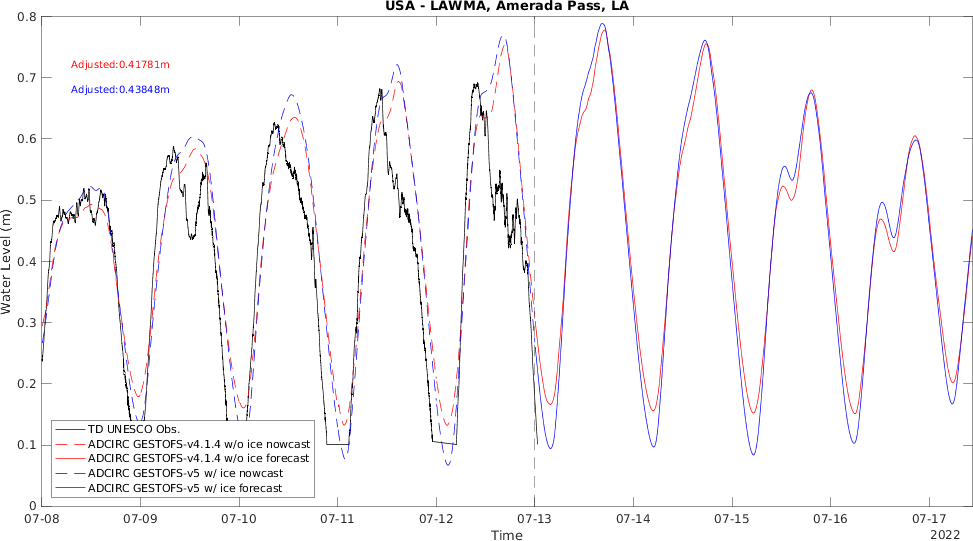 USA - LAWMA, Amerada Pass, LA
0.8
0.7
0.6
0.5
0.4
0.3
0.2
0.1
0
Water Level (m)
Adjusted:0.41781m
Adjusted:0.43848m
TD UNESCO Obs.
ADCIRC GESTOFS-v4.1.4 w/o ice nowcast
ADCIRC GESTOFS-v4.1.4 w/o ice forecast
ADCIRC GESTOFS-v5 w/ ice nowcast
ADCIRC GESTOFS-v5 w/ ice forecast
07-08 07-09 07-10 07-11 07-12 07-13 07-14 07-15 07-16 07-17
Time
2022